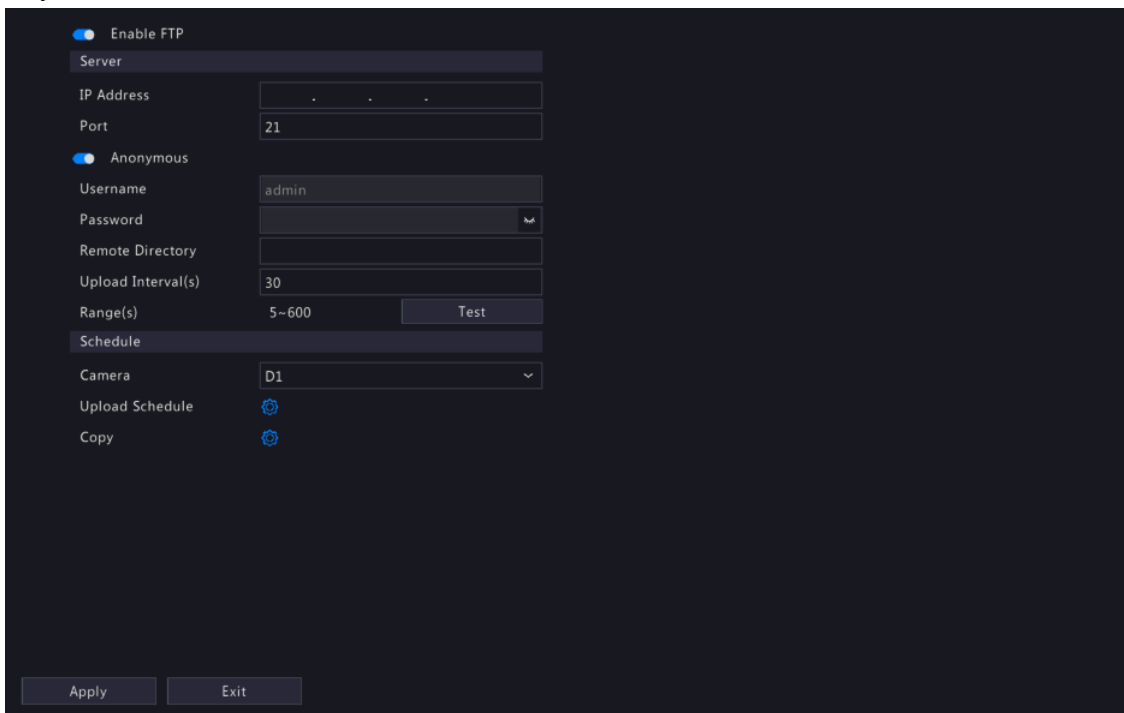 Enable FTP
Server
IP Address . . .
Port 21
Anonymous
Username admin
Password
Remote Directory
Upload Interval(s) 30
Range(s) 5~600 Test
Schedule
Camera D1
Upload Schedule
Copy
Apply Exit